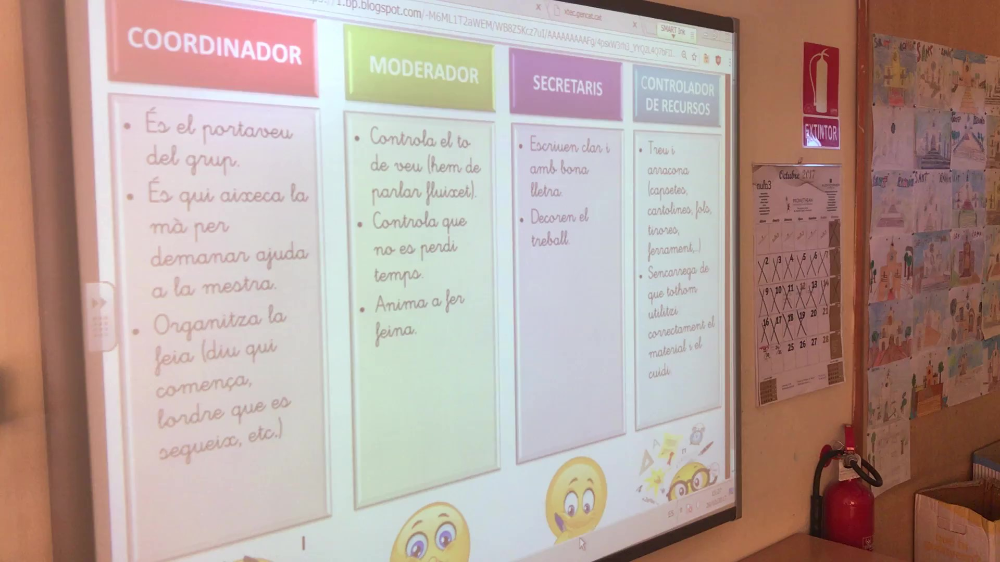 1.bp.blogspot.com/-M6ML1T2aWEM/WB8Z5Kcz7uI/AAAAAAAAAFg/4psxW3rh3_YYQ2L4Q7bFII...
xtec.gencat.cat
SMART Ink
COORDINADOR
És el portaveu
del grup.
És qui aixeca la
mà per
demanar ajuda
a la mestra.
Organitza la
feia (diu qui
comença,
lordre que es
segueix, etc.)
MODERADOR
Controla el to
de veu (hem de
parlar fluixet).
Controla que
no es perdi
temps.
Anima a fer
feina.
SECRETARIS
Escriuen clar i
amb bona
lletra.
Decoren el
treball.
CONTROLADOR
DE RECURSOS
Treu i
arracona
(capsetes,
cartolines, fols,
tisores,
ferrament,..)
Sencarrega de
que tothom
utilitzi
correctament el
material i el
cuidi.
ES
EXTINTOR
Octubre 2017
aula3
PROMETHEAN
2 3 4 5 6 7
9 10 11 12 13 14
16 17 18 19 20 21
25 26 27 28
SANT